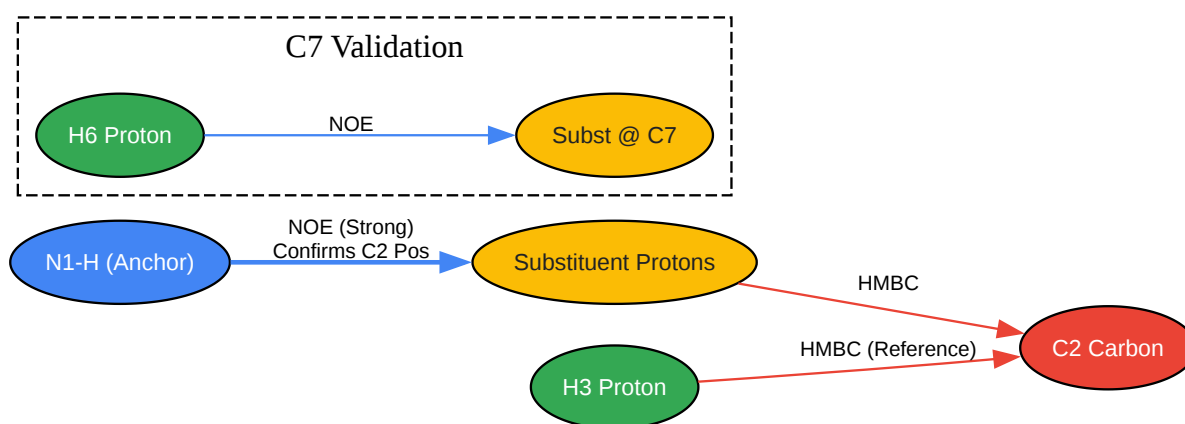 C7 Validation
H6 Proton
NOE
Subst @ C7
N1-H (Anchor)
NOE (Strong)
Confirms C2 Pos
Substituent Protons
HMBC
HMBC (Reference)
C2 Carbon
H3 Proton